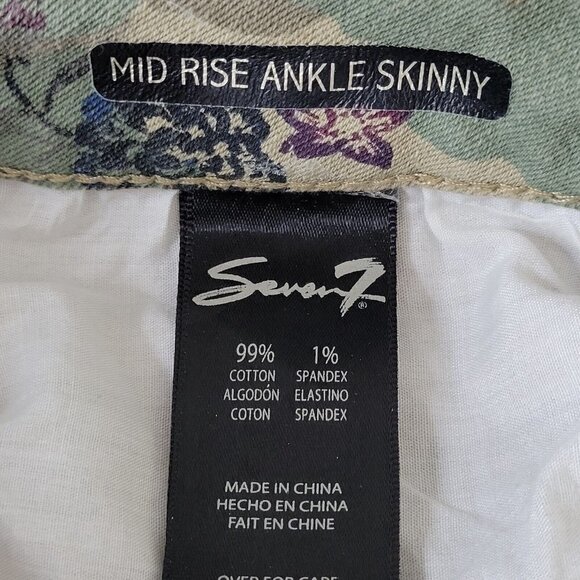 MID RISE ANKLE SKINNY
Seven7®
99% 1%
COTTON SPANDEX
ALGODÓN ELASTINO
COTON SPANDEX
MADE IN CHINA
HECHO EN CHINA
FAIT EN CHINE
OVER FOR CARE